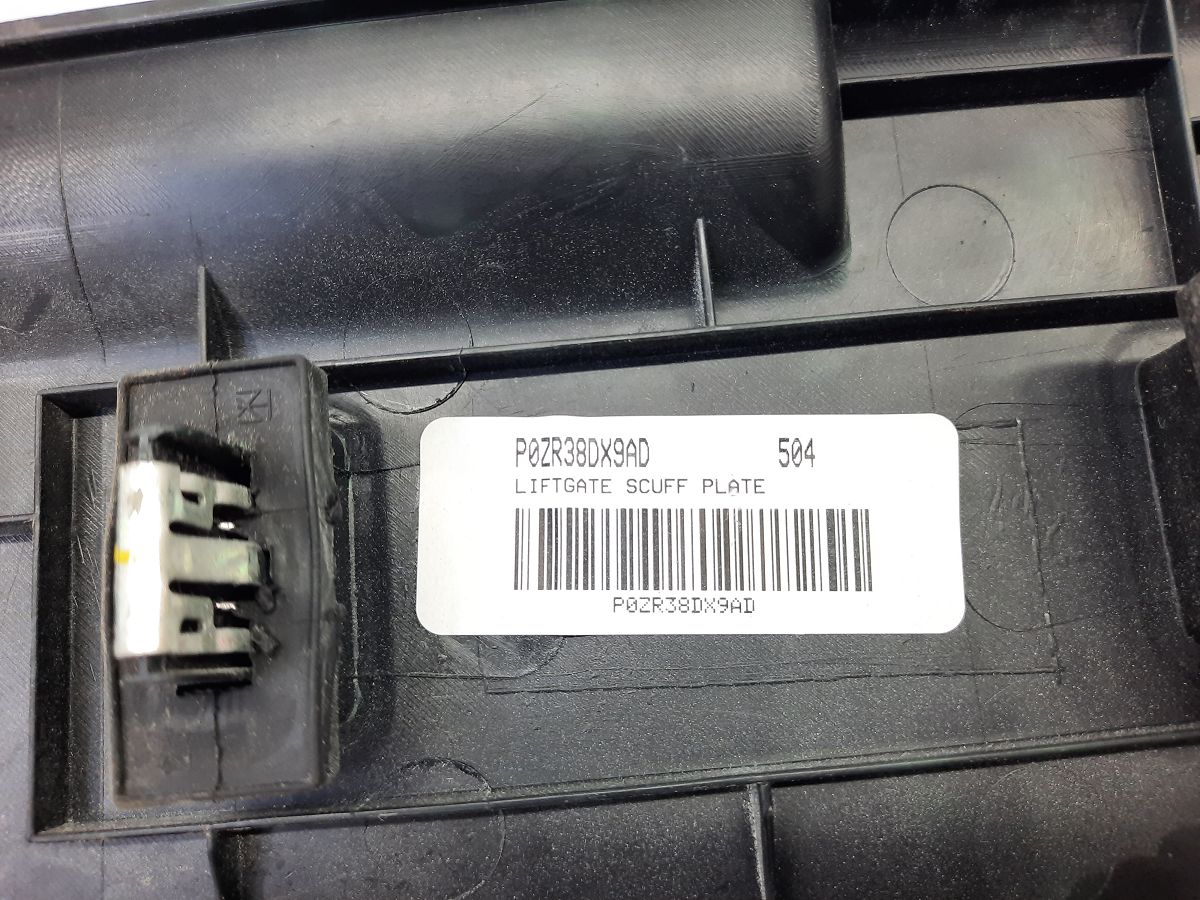 P0ZR38DX9AD 504
LIFTGATE SCUFF PLATE
P0ZR38DX9AD